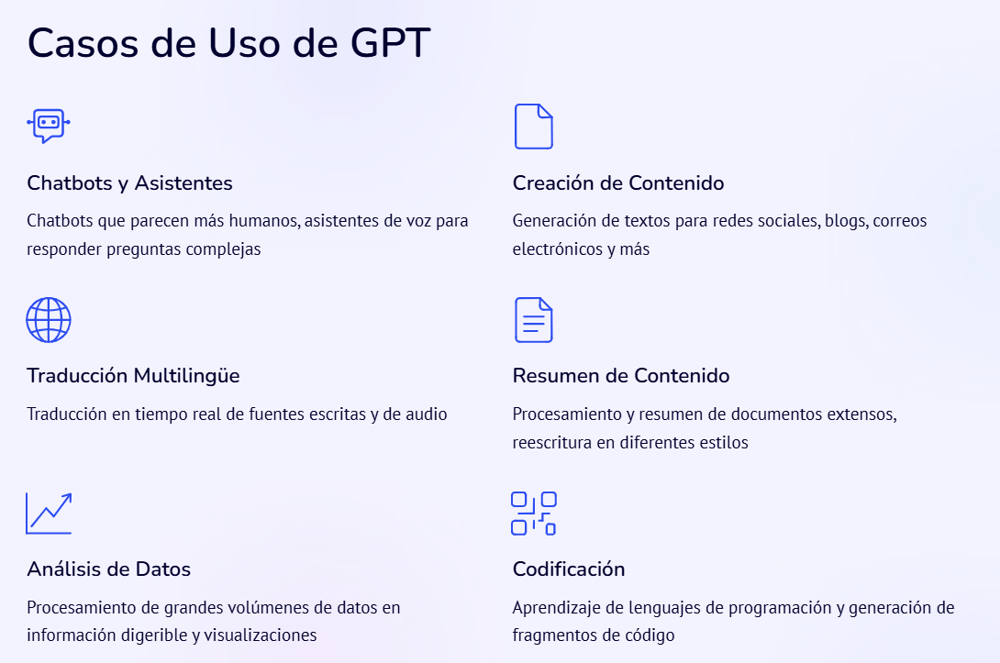 Casos de Uso de GPT
Chatbots y Asistentes
Chatbots que parecen más humanos, asistentes de voz para
responder preguntas complejas
Creación de Contenido
Generación de textos para redes sociales, blogs, correos
electrónicos y más
Traducción Multilingüe
Traducción en tiempo real de fuentes escritas y de audio
Resumen de Contenido
Procesamiento y resumen de documentos extensos,
reescritura en diferentes estilos
Análisis de Datos
Procesamiento de grandes volúmenes de datos en
información digerible y visualizaciones
Codificación
Aprendizaje de lenguajes de programación y generación de
fragmentos de código